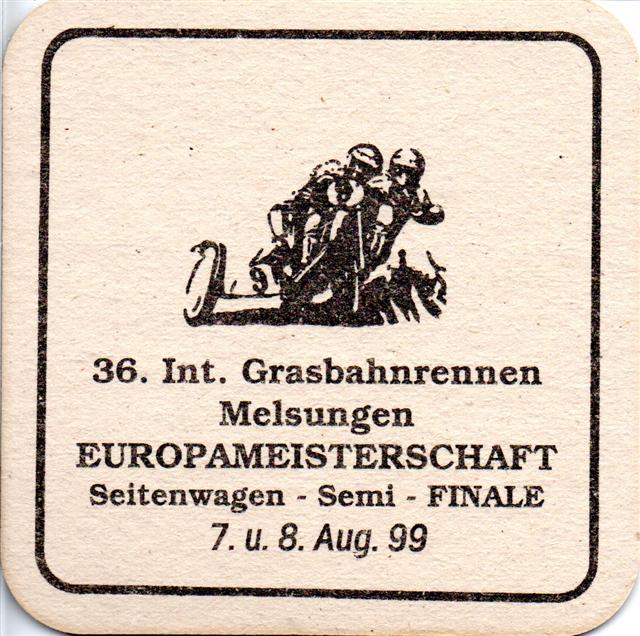 36. Int. Grasbahnrennen
Melsungen
EUROPAMEISTERSCHAFT
Seitenwagen - Semi - FINALE
7. u. 8. Aug. 99